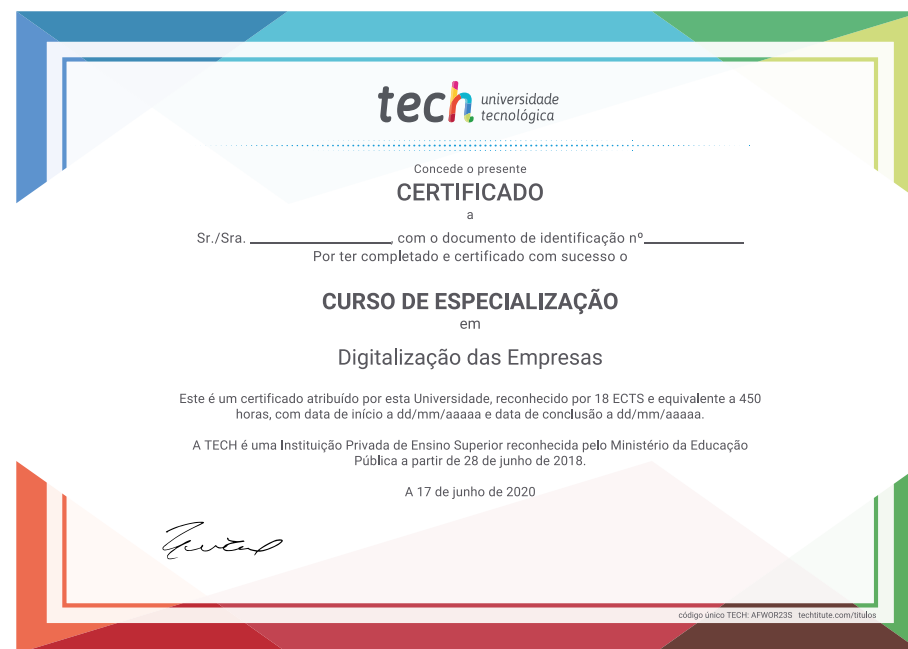 tech universidade
tecnológica
Concede o presente
CERTIFICADO
a
Sr./Sra. ____________________, com o documento de identificação nº______________
Por ter completado e certificado com sucesso o
CURSO DE ESPECIALIZAÇÃO
em
Digitalização das Empresas
Este é um certificado atribuído por esta Universidade, reconhecido por 18 ECTS e equivalente a 450
horas, com data de início a dd/mm/aaaaa e data de conclusão a dd/mm/aaaaa.
A TECH é uma Instituição Privada de Ensino Superior reconhecida pelo Ministério da Educação
Pública a partir de 28 de junho de 2018.
A 17 de junho de 2020
código único TECH: AFWOR23S techtitute.com/titulos